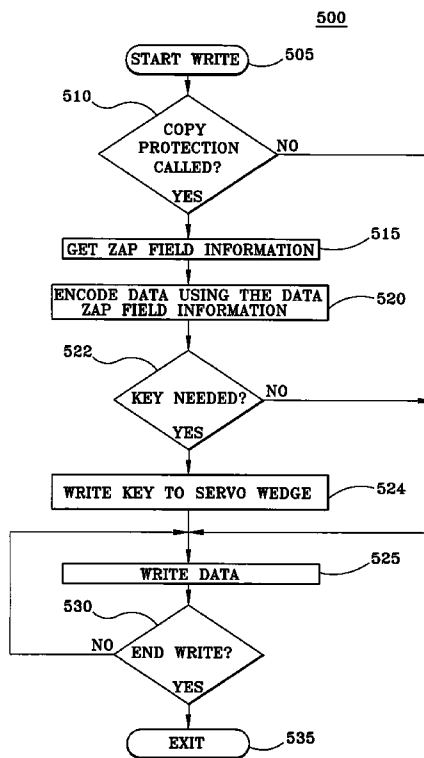 500
START WRITE
505
510
COPY
PROTECTION
CALLED?
NO
YES
GET ZAP FIELD INFORMATION
515
ENCODE DATA USING THE DATA
ZAP FIELD INFORMATION
520
522
KEY NEEDED?
NO
YES
WRITE KEY TO SERVO WEDGE
524
WRITE DATA
525
530
NO
END WRITE?
YES
EXIT
535